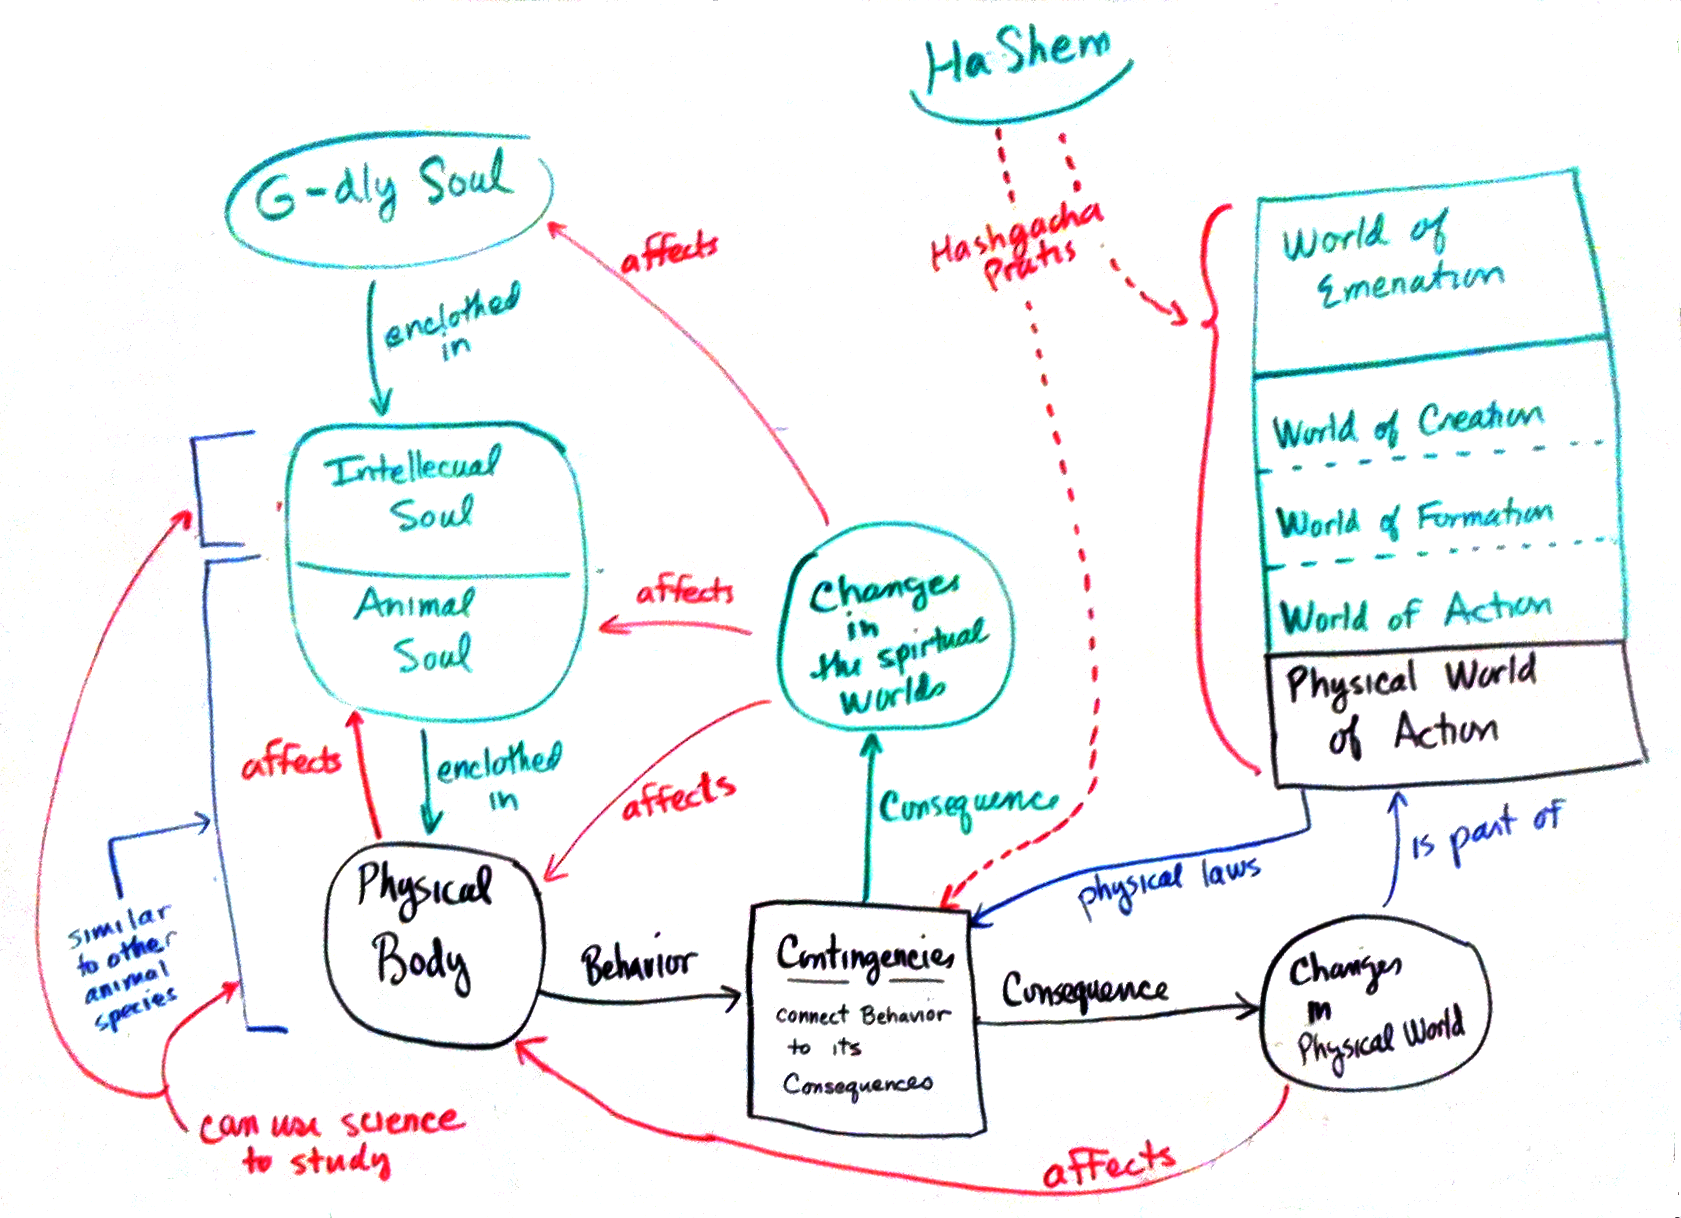 HaShem
G-dly Soul
affects
Hashgacha
Pratis
World of
Emenation
enclothed
in
World of Creation
Intellecual
Soul
World of Formation
Animal
Soul
affects
Changes
in
the spirtual
Worlds
World of Action
Physical World
of Action
affects
enclothed
in
affects
Consequence
is part of
physical laws
similar
to other
animal
species
Physical
Body
Behavior
Contingencies
connect Behavior
to its
Consequences
Consequence
Changes
in
Physical World
can use science
to study
affects